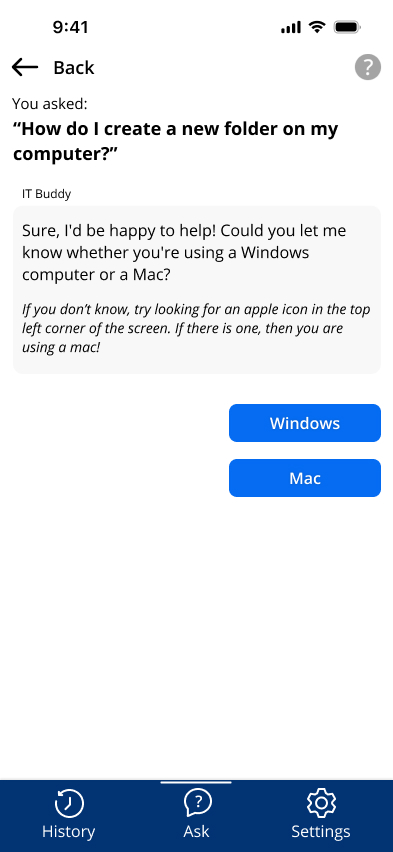 9:41
Back
?
You asked:
“How do I create a new folder on my
computer?”
IT Buddy
Sure, I'd be happy to help! Could you let me
know whether you're using a Windows
computer or a Mac?
If you don’t know, try looking for an apple icon in the top
left corner of the screen. If there is one, then you are
using a mac!
Windows
Mac
?
History
Ask
Settings